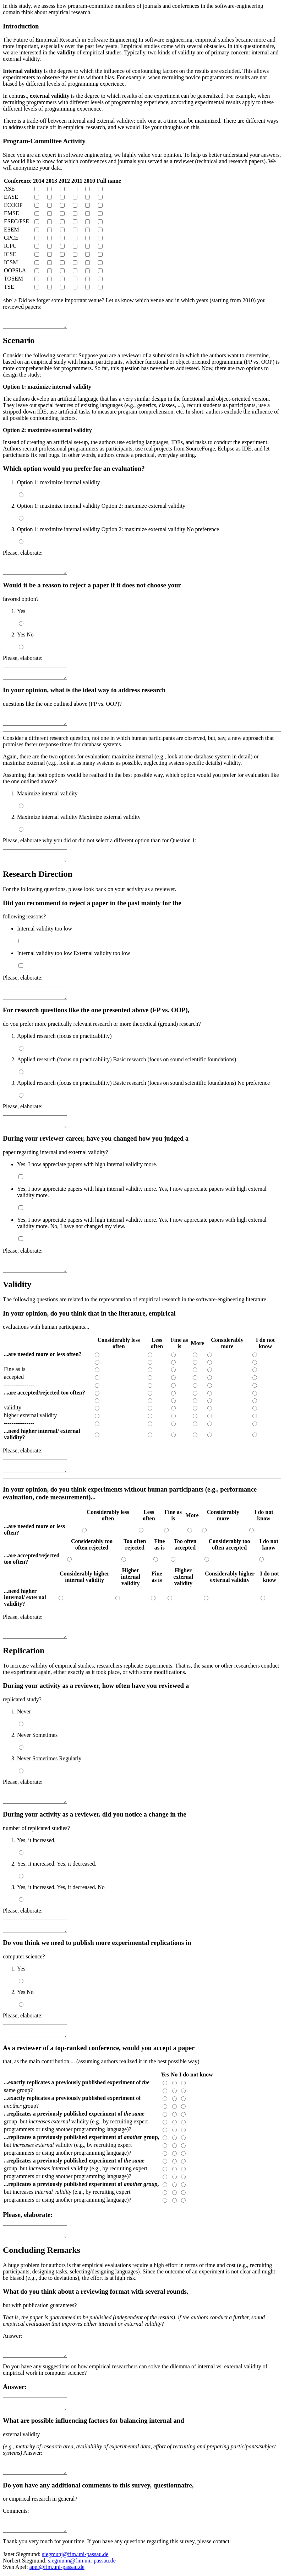 In this study, we assess how program-committee members of journals and conferences in the software-engineering
domain think about empirical research.
Introduction
The Future of Empirical Research in Software Engineering In software engineering, empirical studies became more and
more important, especially over the past few years. Empirical studies come with several obstacles. In this questionnaire,
we are interested in the validity of empirical studies. Typically, two kinds of validity are of primary concern: internal and
external validity.
Internal validity is the degree to which the influence of confounding factors on the results are excluded. This allows
experimenters to observe the results without bias. For example, when recruiting novice programmers, results are not
biased by different levels of programming experience.
In contrast, external validity is the degree to which results of one experiment can be generalized. For example, when
recruiting programmers with different levels of programming experience, according experimental results apply to these
different levels of programming experience.
There is a trade-off between internal and external validity; only one at a time can be maximized. There are different ways
to address this trade off in empirical research, and we would like your thoughts on this.
Program-Committee Activity
Since you are an expert in software engineering, we highly value your opinion. To help us better understand your answers,
we would like to know for which conferences and journals you served as a reviewer (technical and research papers). We
will anonymize your data.
Conference 2014 2013 2012 2011 2010 Full name
ASE
EASE
ECOOP
EMSE
ESEC/FSE
ESEM
GPCE
ICPC
ICSE
ICSM
OOPSLA
TOSEM
TSE
<br/ > Did we forget some important venue? Let us know which venue and in which years (starting from 2010) you
reviewed papers:
Scenario
Consider the following scenario: Suppose you are a reviewer of a submission in which the authors want to determine,
based on an empirical study with human participants, whether functional or object-oriented programming (FP vs. OOP) is
more comprehensible for programmers. So far, this question has never been addressed. Now, there are two options to
design the study:
Option 1: maximize internal validity
The authors develop an artificial language that has a very similar design to the functional and object-oriented version.
They leave out special features of existing languages (e.g., generics, classes, ...), recruit students as participants, use a
stripped-down IDE, use artificial tasks to measure program comprehension, etc. In short, authors exclude the influence of
all possible confounding factors.
Option 2: maximize external validity
Insted of creating an artificial set-up, the authors use existing languages, IDEs, and tasks to conduct the experiment.
Authors recruit professional programmers as participants, use real projects from SourceForge, Eclipse as IDE, and let
participants fix real bugs. In other words, authors create a practical, everyday setting.
Which option would you prefer for an evaluation?
1. Option 1: maximize internal validity
2. Option 1: maximize internal validity Option 2: maximize external validity
3. Option 1: maximize internal validity Option 2: maximize external validity No preference
Please, elaborate:
Would it be a reason to reject a paper if it does not choose your
favored option?
1. Yes
2. Yes No
Please, elaborate:
In your opinion, what is the ideal way to address research
questions like the one outlined above (FP vs. OOP)?
Consider a different research question, not one in which human participants are observed, but, say, a new approach that
promises faster response times for database systems.
Again, there are the two options for evaluation: maximize internal (e.g., look at one database system in detail) or
maximize external (e.g., look at as many systems as possible, neglecting system-specific details) validity.
Assuming that both options would be realized in the best possible way, which option would you prefer for evaluation like
the one outlined above?
1. Maximize internal validity
2. Maximize internal validity Maximize external validity
Please, elaborate why you did or did not select a different option than for Question 1:
Research Direction
For the following questions, please look back on your activity as a reviewer.
Did you recommend to reject a paper in the past mainly for the
following reasons?
• Internal validity too low
• Internal validity too low External validity too low
Please, elaborate:
For research questions like the one presented above (FP vs. OOP),
do you prefer more practically relevant research or more theoretical (ground) research?
1. Applied research (focus on practicability)
2. Applied research (focus on practicability) Basic research (focus on sound scientific foundations)
3. Applied research (focus on practicability) Basic research (focus on sound scientific foundations) No preference
Please, elaborate:
During your reviewer career, have you changed how you judged a
paper regarding internal and external validity?
• Yes, I now appreciate papers with high internal validity more.
• Yes, I now appreciate papers with high internal validity more. Yes, I now appreciate papers with high external
validity more.
• Yes, I now appreciate papers with high internal validity more. Yes, I now appreciate papers with high external
validity more. No, I have not changed my view.
Please, elaborate:
Validity
The following questions are related to the representation of empirical research in the software-engineering literature.
In your opinion, do you think that in the literature, empirical
evaluations with human participants...
Considerably less often Less often Fine as is More Considerably more I do not know
...are needed more or less often?
Fine as is
accepted
----------------
...are accepted/rejected too often?
validity
higher external validity
----------------
...need higher internal/ external
validity?
Please, elaborate:
In your opinion, do you think experiments without human participants (e.g., performance
evaluation, code measurement)...
Considerably less often Less often Fine as is More Considerably more I do not know
...are needed more or less
often?
Considerably too often rejected Too often rejected Fine is as Too often accepted Considerably too often accepted I do not know
...are accepted/rejected
too often?
Considerably higher internal validity Higher internal validity Fine as is Higher external validity Considerably higher external validity I do not know
...need higher
internal/ external
validity?
Please, elaborate:
Replication
To increase validity of empirical studies, researchers replicate experiments. That is, the same or other researchers conduct
the experiment again, either exactly as it took place, or with some modifications.
During your activity as a reviewer, how often have you reviewed a
replicated study?
1. Never
2. Never Sometimes
3. Never Sometimes Regularly
Please, elaborate:
During your activity as a reviewer, did you notice a change in the
number of replicated studies?
1. Yes, it increased.
2. Yes, it increased. Yes, it decreased.
3. Yes, it increased. Yes, it decreased. No
Please, elaborate:
Do you think we need to publish more experimental replications in
computer science?
1. Yes
2. Yes No
Please, elaborate:
As a reviewer of a top-ranked conference, would you accept a paper
that, as the main contribution,... (assuming authors realized it in the best possible way)
Yes No I do not know
...exactly replicates a previously published experiment of the
same group?
...exactly replicates a previously published experiment of
another group?
...replicates a previously published experiment of the same
group, but increases external validity (e.g., by recruiting expert
programmers or using another programming language)?
...replicates a previously published experiment of another group,
but increases external validity (e.g., by recruiting expert
programmers or using another programming language)?
...replicates a previously published experiment of the same
group, but increases internal validity (e.g., by recruiting expert
programmers or using another programming language)?
...replicates a previously published experiment of another group,
but increases internal validity (e.g., by recruiting expert
programmers or using another programming language)?
Please, elaborate:
Concluding Remarks
A huge problem for authors is that empirical evaluations require a high effort in terms of time and cost (e.g., recruiting
participants, designing tasks, selecting/designing languages). Since the outcome of an experiment is not clear and might
be biased (e.g., due to deviations), the effort is at high risk.
What do you think about a reviewing format with several rounds,
but with publication guarantees?
That is, the paper is guaranteed to be published (independent of the results), if the authors conduct a further, sound
empirical evaluation that improves either internal or external validity?
Answer:
Do you have any suggestions on how empirical researchers can solve the dilemma of internal vs. external validity of
empirical work in computer science?
Answer:
What are possible influencing factors for balancing internal and
external validity
(e.g., maturity of research area, availability of experimental data, effort of recruiting and preparing participants/subject
systems) Answer:
Do you have any additional comments to this survey, questionnaire,
or empirical research in general?
Comments:
Thank you very much for your time. If you have any questions regarding this survey, please contact:
Janet Siegmund: siegmunj@fim.uni-passau.de
Norbert Siegmund: siegmunn@fim.uni-passau.de
Sven Apel: apel@fim.uni-passau.de